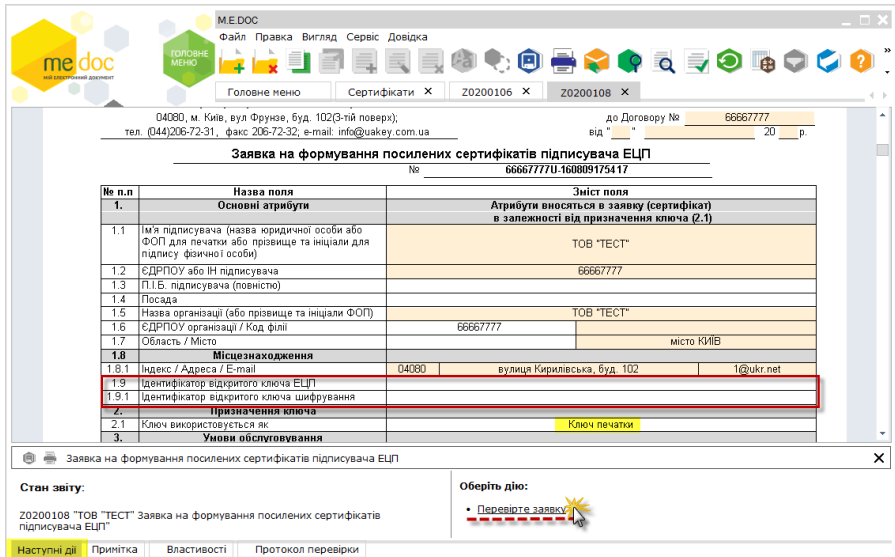 M.E.DOC
Файл Правка Вигляд Сервіс Довідка
me doc
МІЙ ЕЛЕКТРОННИЙ ДОКУМЕНТ
ГОЛОВНЕ МЕНЮ
Головне меню Сертифікати × Z0200106 × Z0200108 ×
04080, м. Київ, вул Фрунзе, буд. 102(3-тій поверх);
до Договору № 66667777
тел. (044)206-72-31, факс 206-72-32; e-mail: info@uakey.com.ua
від " " 20 р.
Заявка на формування посилених сертифікатів підписувача ЕЦП
№ 66667777U-160809175417
№ п.п Назва поля Зміст поля
1. Основні атрибути Атрибути вносяться в заявку (сертифікат)
в залежності від призначення ключа (2.1)
1.1 Ім'я підписувача (назва юридичної особи або
ФОП для печатки або прізвище та ініціали для
підпису фізичної особи)
ТОВ "ТЕСТ"
1.2 ЄДРПОУ або ІН підписувача 66667777
1.3 П.І.Б. підписувача (повністю)
1.4 Посада
1.5 Назва організації (або прізвище та ініціали ФОП) ТОВ "ТЕСТ"
1.6 ЄДРПОУ організації / Код філії 66667777
1.7 Область / Місто місто КИЇВ
1.8 Місцезнаходження
1.8.1 Індекс / Адреса / E-mail 04080 вулиця Кирилівська, буд. 102 1@ukr.net
1.9 Ідентифікатор відкритого ключа ЕЦП
1.9.1 Ідентифікатор відкритого ключа шифрування
2. Призначення ключа
2.1 Ключ використовується як Ключ печатки
3. Умови обслуговування
Заявка на формування посилених сертифікатів підписувача ЕЦП
Стан звіту:
Z0200108 "ТОВ "ТЕСТ" Заявка на формування посилених сертифікатів
підписувача ЕЦП"
Оберіть дію:
• Перевірте заявку
Наступні дії Примітка Властивості Протокол перевірки